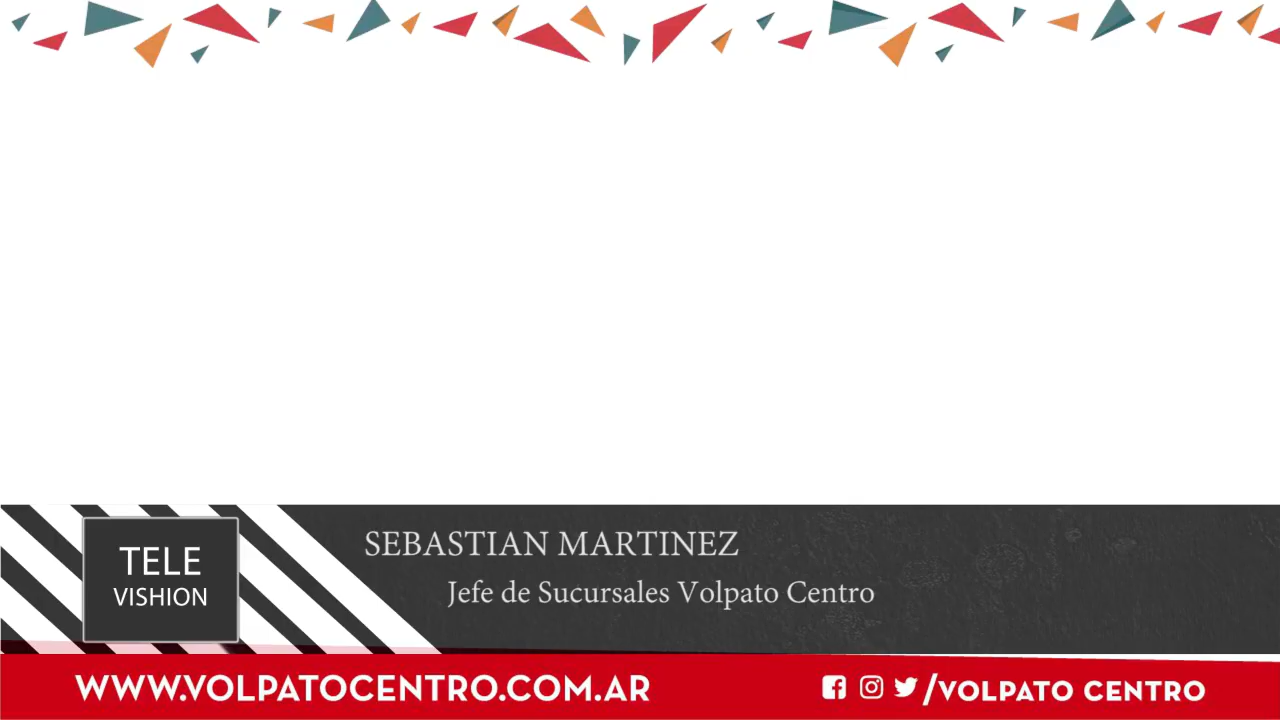 TELE
VISHION
SEBASTIAN MARTINEZ
Jefe de Sucursales Volpato Centro
WWW.VOLPATOCENTRO.COM.AR
/VOLPATO CENTRO